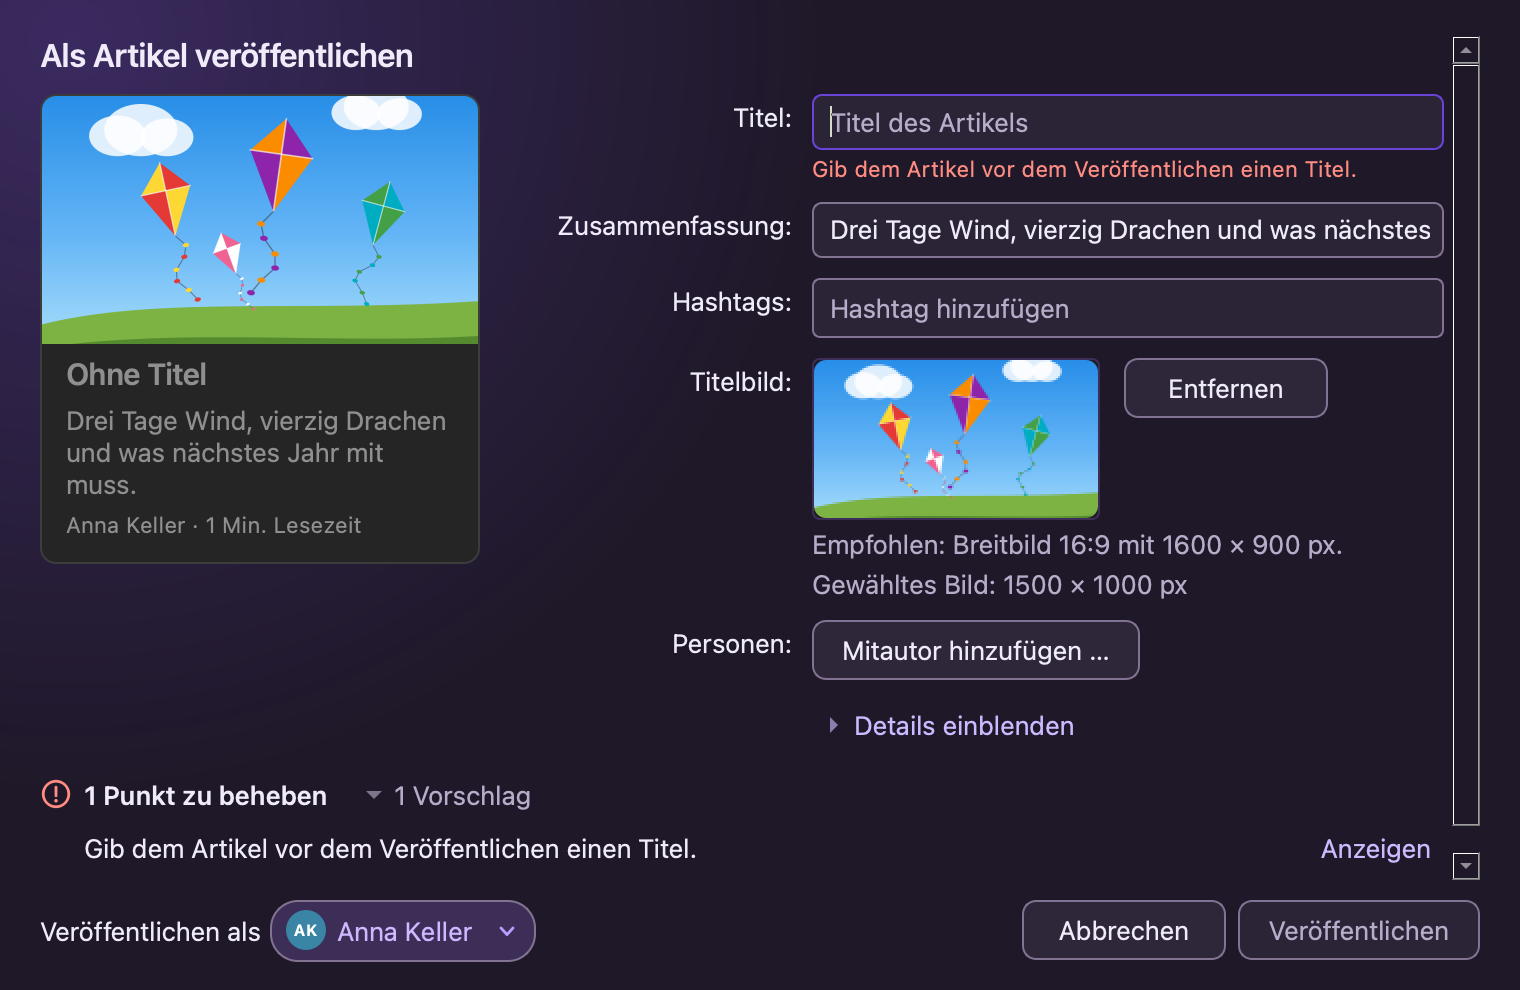 Als Artikel veröffentlichen
Ohne Titel
Drei Tage Wind, vierzig Drachen
und was nächstes Jahr mit
muss.
Anna Keller · 1 Min. Lesezeit
Titel:
Titel des Artikels
Gib dem Artikel vor dem Veröffentlichen einen Titel.
Zusammenfassung:
Drei Tage Wind, vierzig Drachen und was nächstes
Hashtags:
Hashtag hinzufügen
Titelbild:
Entfernen
Empfohlen: Breitbild 16:9 mit 1600 × 900 px.
Gewähltes Bild: 1500 × 1000 px
Personen:
Mitautor hinzufügen ...
Details einblenden
1 Punkt zu beheben
1 Vorschlag
Gib dem Artikel vor dem Veröffentlichen einen Titel.
Anzeigen
Veröffentlichen als
AK
Anna Keller
Abbrechen
Veröffentlichen